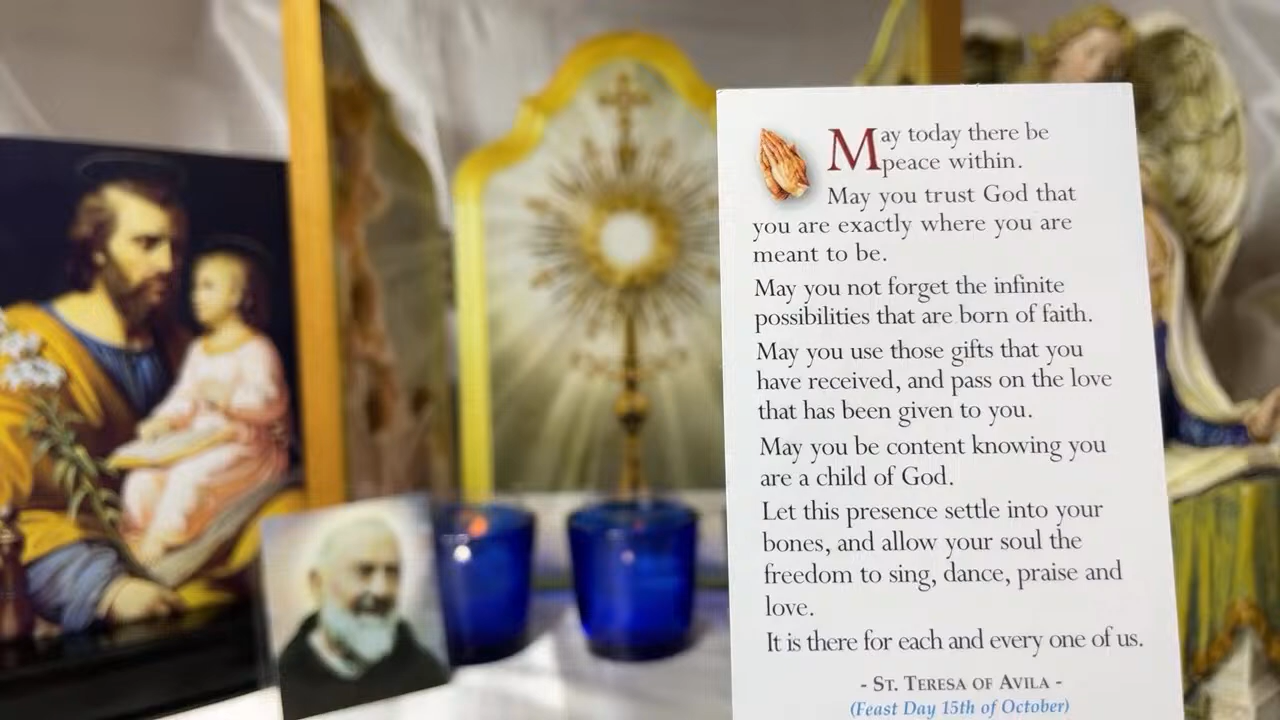 May today there be
peace within.
May you trust God that
you are exactly where you are
meant to be.
May you not forget the infinite
possibilities that are born of faith.
May you use those gifts that you
have received, and pass on the love
that has been given to you.
May you be content knowing you
are a child of God.
Let this presence settle into your
bones, and allow your soul the
freedom to sing, dance, praise and
love.
It is there for each and every one of us.
- ST. TERESA OF AVILA -
(Feast Day 15th of October)